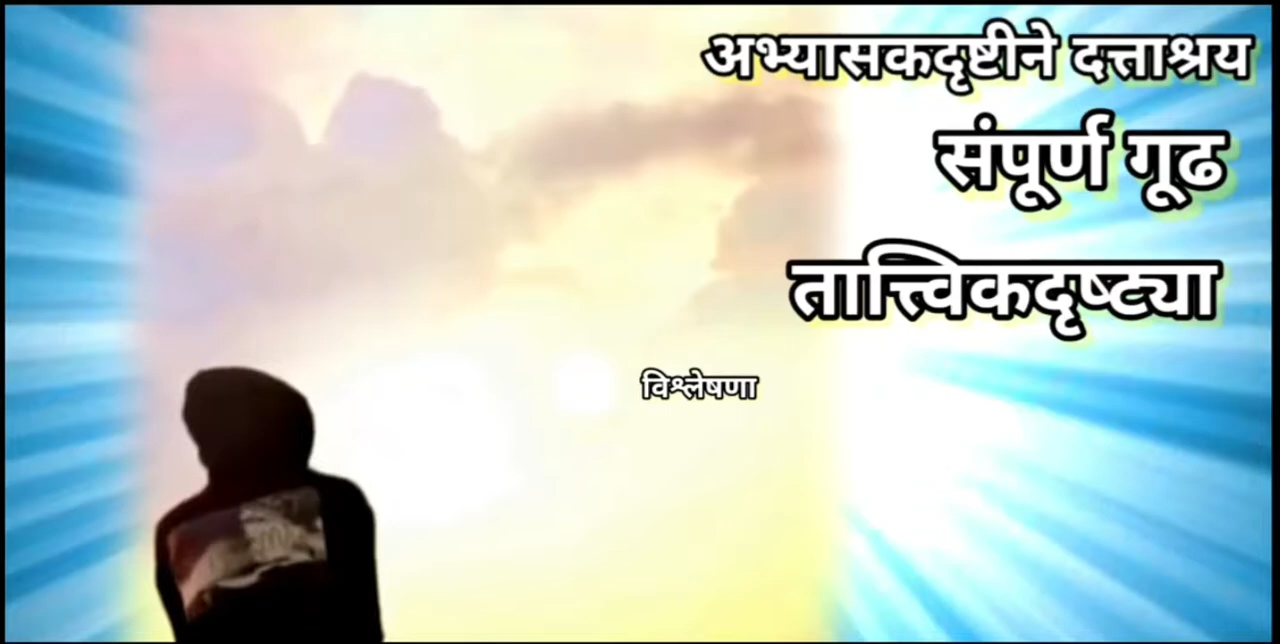 अभ्यासकदृष्टीने दत्ताश्रय
संपूर्ण गूढ
तात्त्विकदृष्ट्या
विश्लेषणा